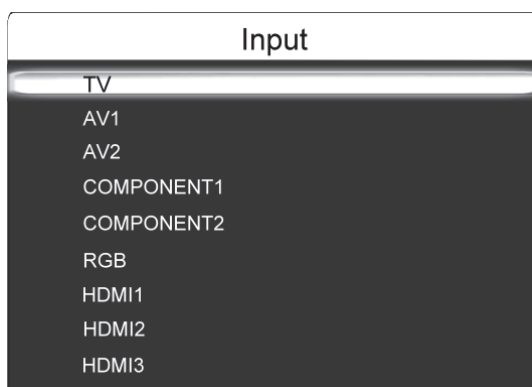 Input
TV
AV1
AV2
COMPONENT1
COMPONENT2
RGB
HDMI1
HDMI2
HDMI3